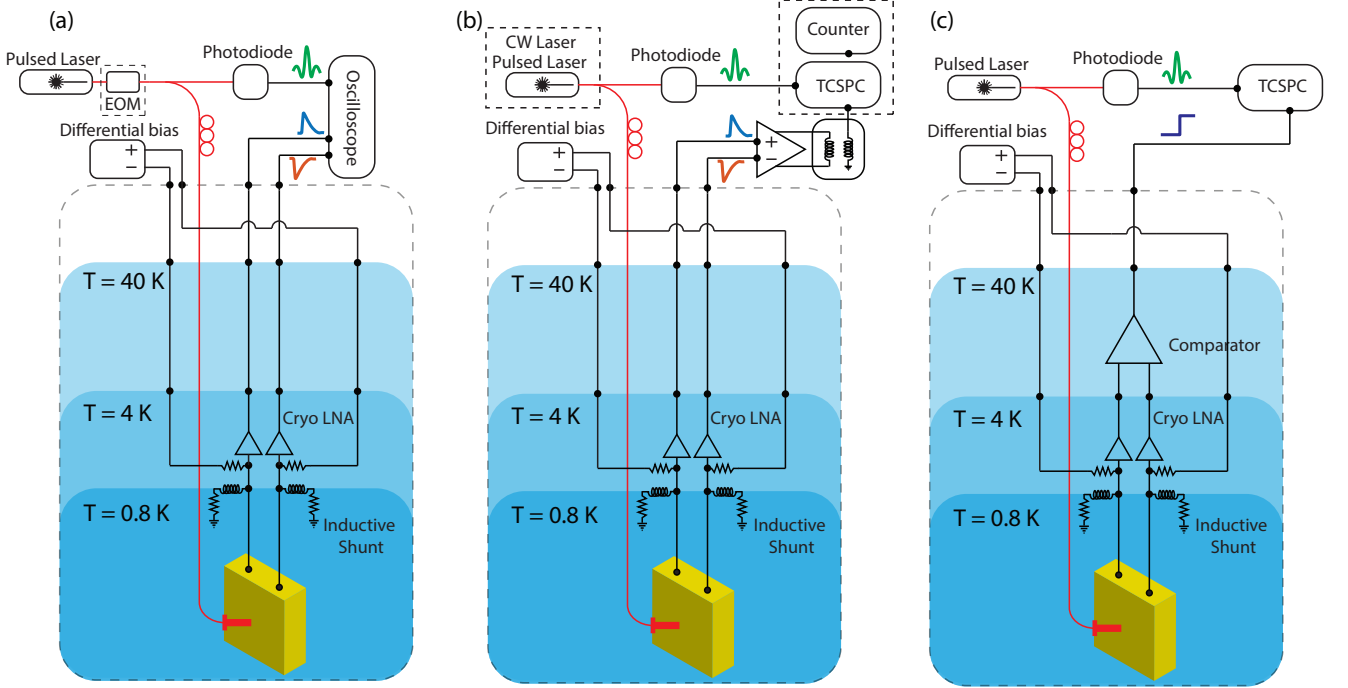 (a)
Pulsed Laser
EOM
Photodiode
Oscilloscope
Differential bias
+
−
T = 40 K
T = 4 K
Cryo LNA
T = 0.8 K
Inductive
Shunt
(b)
CW Laser
Pulsed Laser
Photodiode
Counter
TCSPC
Differential bias
+
−
+
−
T = 40 K
T = 4 K
Cryo LNA
T = 0.8 K
Inductive
Shunt
(c)
Pulsed Laser
Photodiode
TCSPC
Differential bias
+
−
T = 40 K
Comparator
T = 4 K
Cryo LNA
T = 0.8 K
Inductive
Shunt